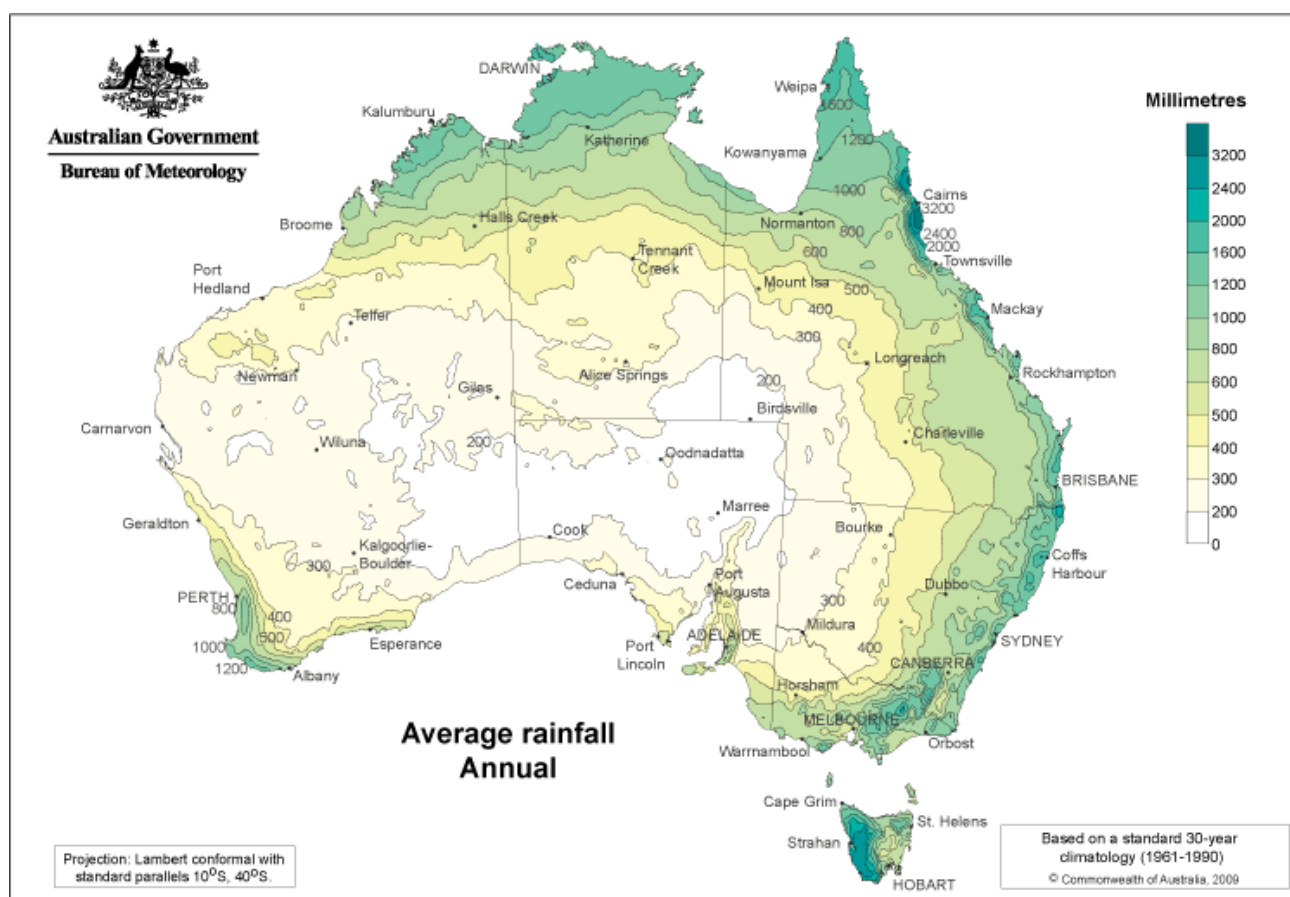 Australian Government
Bureau of Meteorology
DARWIN
Weipa
1600
Kalumburu
Katherine
1200
Kowanyama
1000
Cairns
3200
Broome
Halls Creek
Normanton
800
2400
2000
600
Townsville
Port
Hedland
Tennant
Creek
Mount Isa
500
Mackay
Telfer
400
300
Longreach
Newman
Giles
Alice Springs
200
Rockhampton
Birdsville
Carnarvon
Wiluna
200
Oodnadatta
Charleville
BRISBANE
Geraldton
Marree
Cook
Bourke
Kalgoorlie-
Boulder
300
Ceduna
Port
Augusta
Coffs
Harbour
Dubbo
PERTH
800
400
500
1000
1200
Esperance
Albany
ADELAIDE
Port
Lincoln
300
Mildura
400
SYDNEY
CANBERRA
Horsham
MELBOURNE
Warrnambool
Orbost
Cape Grim
Strahan
St. Helens
HOBART
Millimetres
3200
2400
2000
1600
1200
1000
800
600
500
400
300
200
0
Average rainfall
Annual
Projection: Lambert conformal with
standard parallels 10°S, 40°S.
Based on a standard 30-year
climatology (1961-1990)
© Commonwealth of Australia, 2009